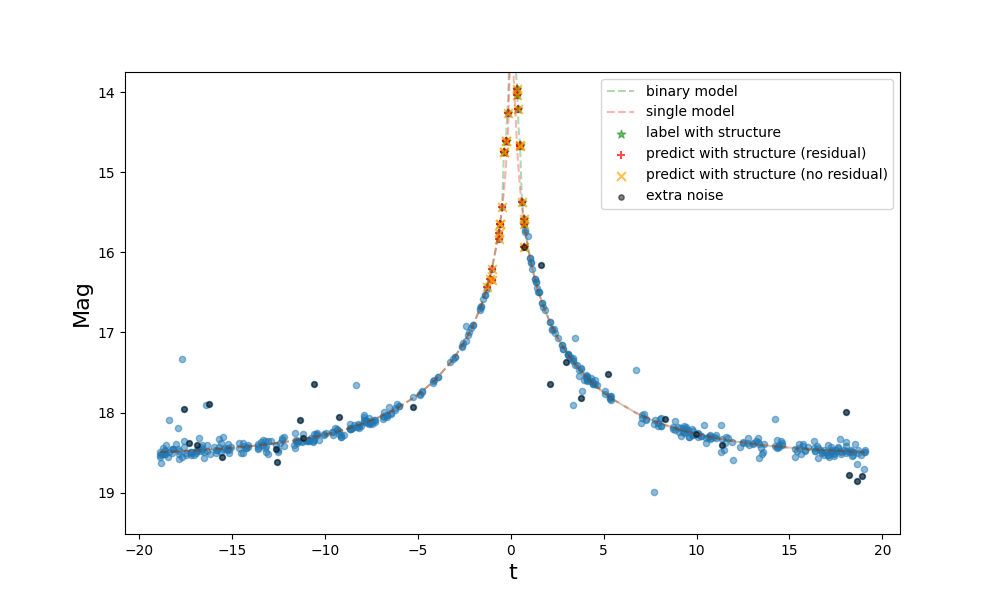 14
15
16
17
18
19
Mag
−20
−15
−10
−5
0
5
10
15
20
t
binary model
single model
label with structure
predict with structure (residual)
predict with structure (no residual)
extra noise